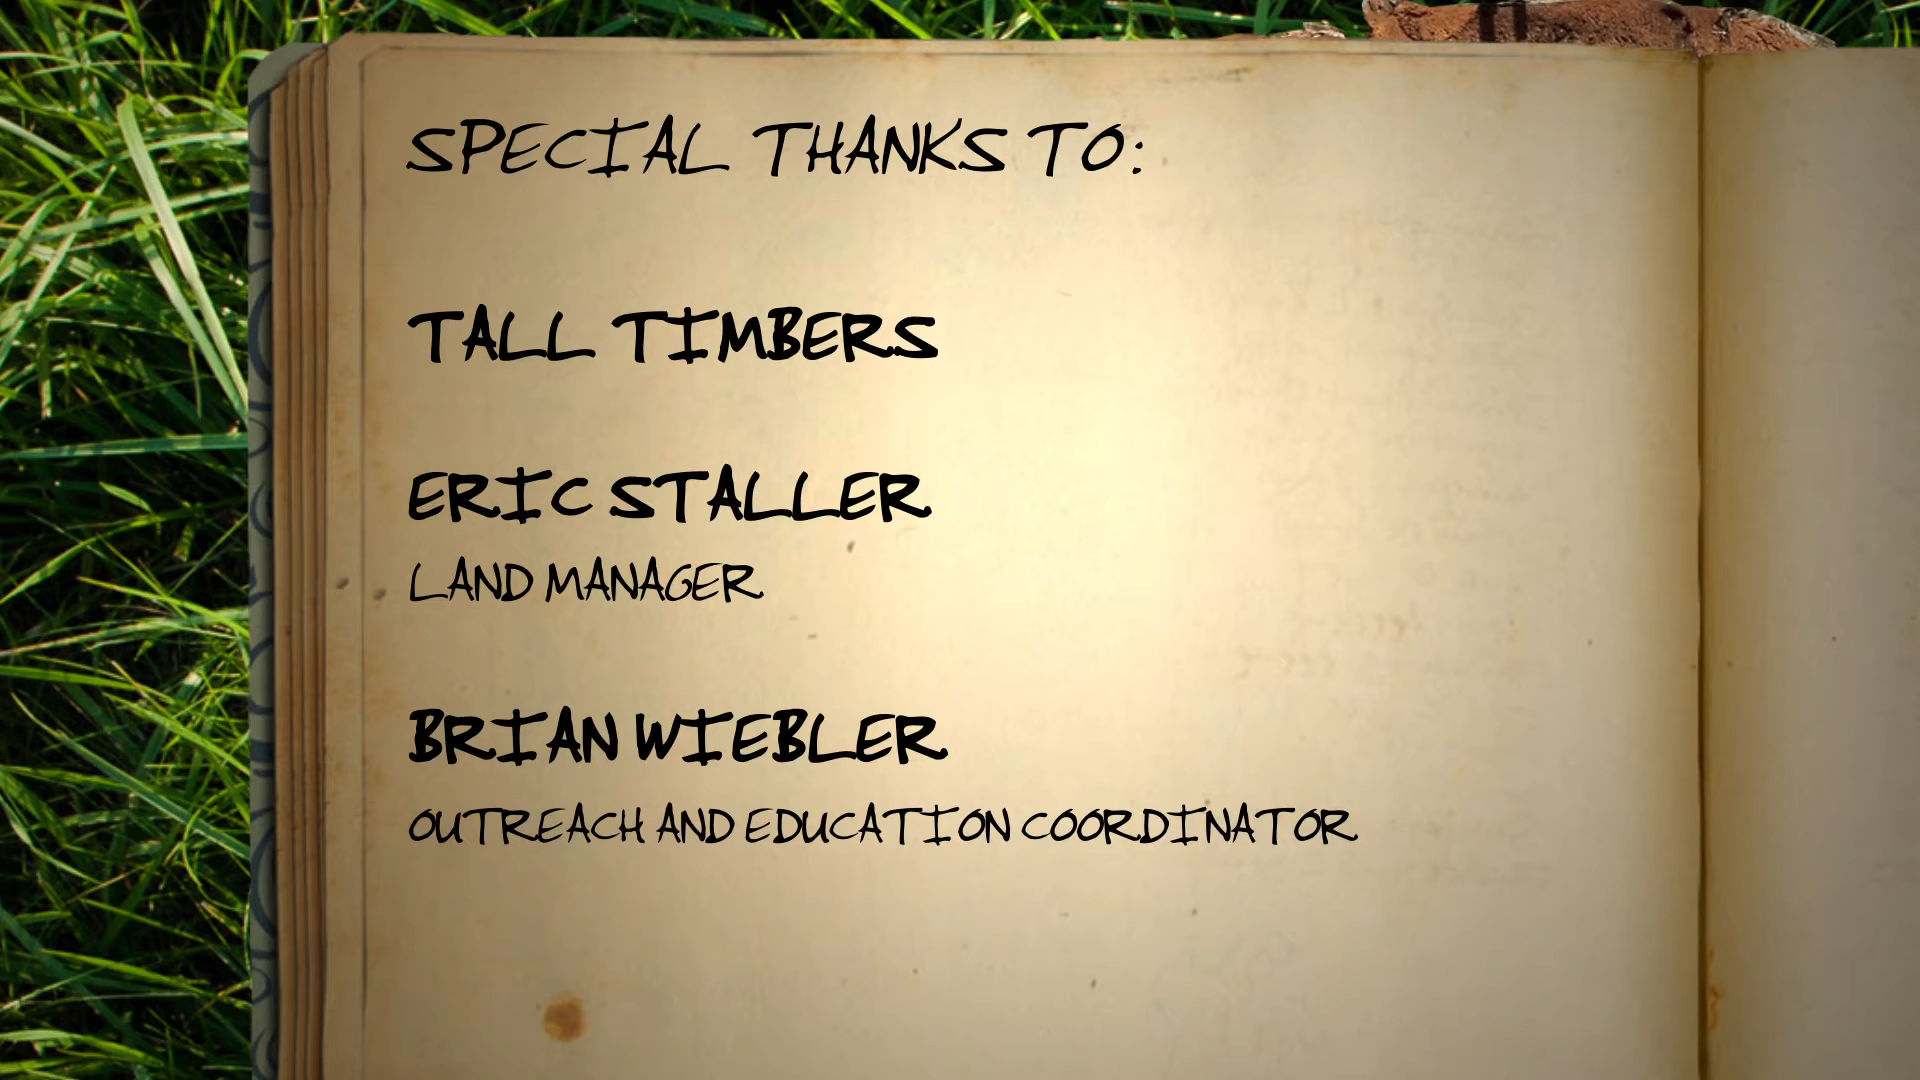 SPECIAL THANKS TO:
TALL TIMBERS
ERIC STALLER
LAND MANAGER
BRIAN WIEBLER
OUTREACH AND EDUCATION COORDINATOR